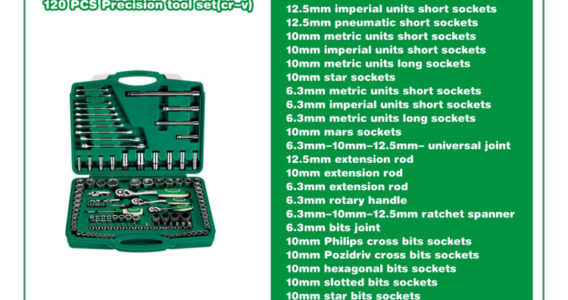 120 PCS Precision tool set(cr-v)
12.5mm imperial units short sockets
12.5mm pneumatic short sockets
10mm metric units short sockets
10mm imperial units short sockets
10mm metric units long sockets
10mm star sockets
6.3mm metric units short sockets
6.3mm imperial units short sockets
6.3mm metric units long sockets
10mm mars sockets
6.3mm–10mm–12.5mm– universal joint
12.5mm extension rod
10mm extension rod
6.3mm extension rod
6.3mm rotary handle
6.3mm–10mm–12.5mm ratchet spanner
6.3mm bits joint
10mm Philips cross bits sockets
10mm Pozidriv cross bits sockets
10mm hexagonal bits sockets
10mm slotted bits sockets
10mm star bits sockets